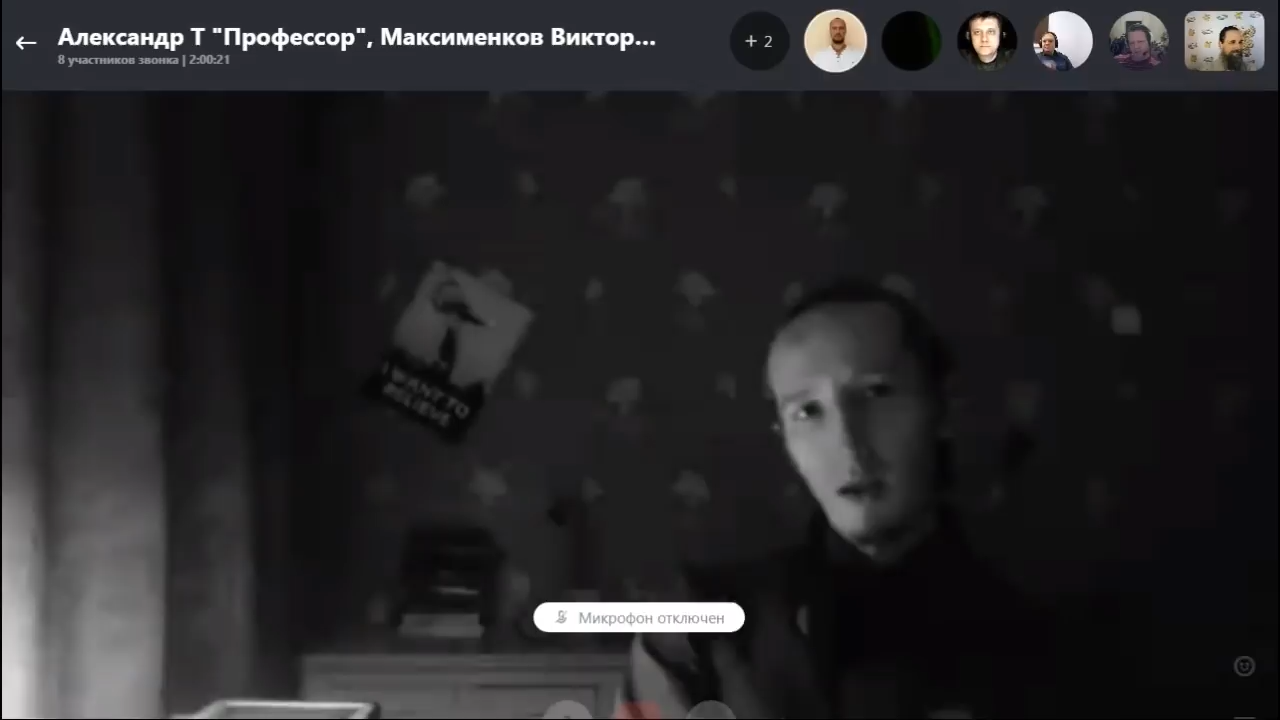 Александр Т "Профессор", Максименков Виктор...
8 участников звонка | 2:00:21
+ 2
I WANT TO
BELIEVE
Микрофон отключен